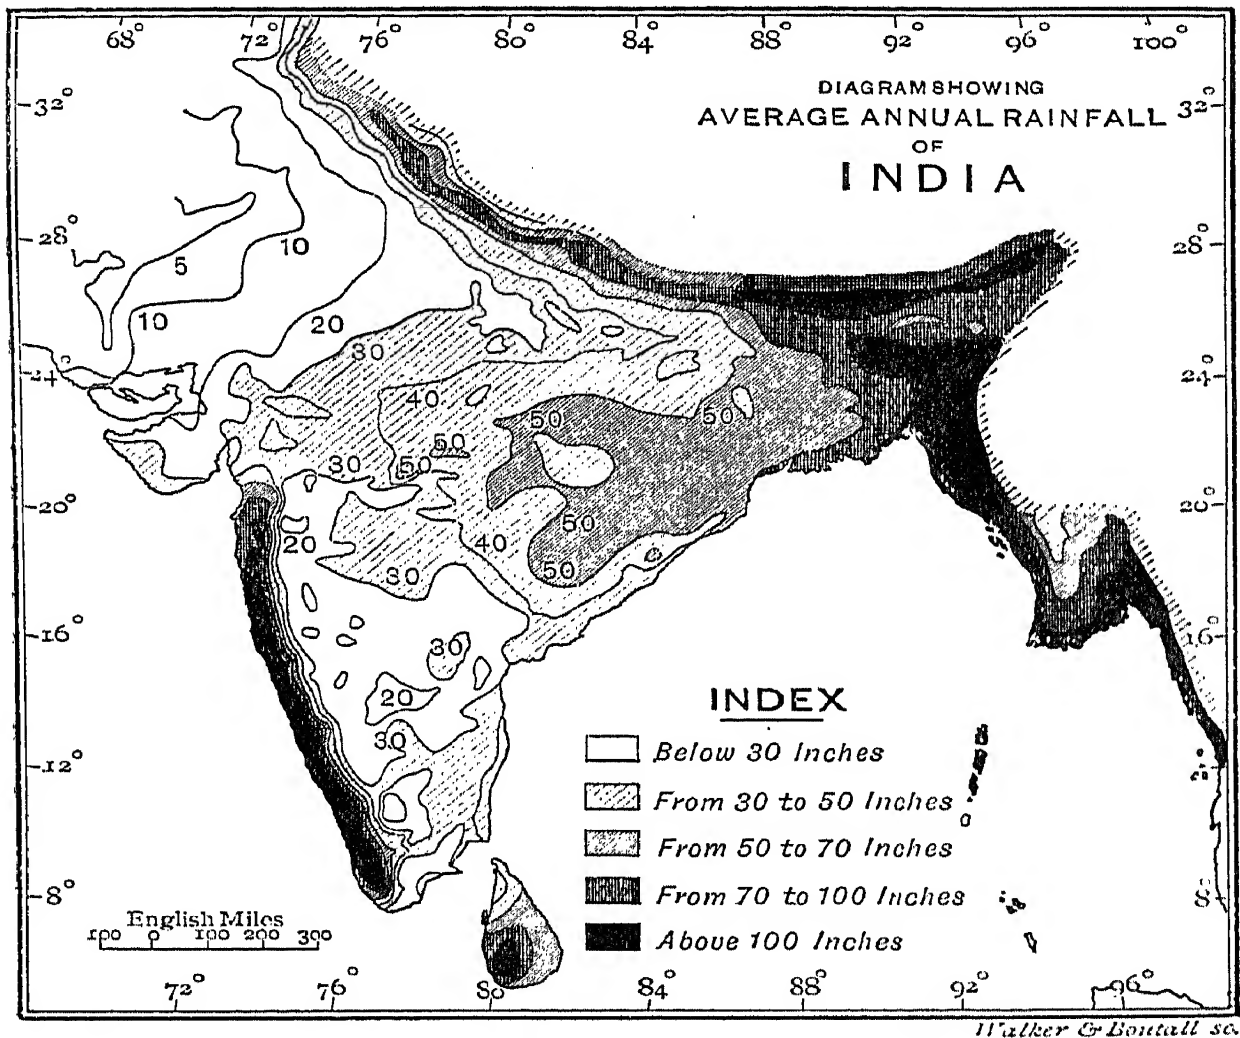 68° 72° 76° 80° 84° 88° 92° 96° 100°
DIAGRAM SHOWING
AVERAGE ANNUAL RAINFALL
OF
INDIA
32° 32°
28° 28°
10
5
10
20
30
24° 24°
40
50 50
50
30 50
20° 20°
50
20 40
50
30
16° 16°
30
20
30
INDEX
Below 30 Inches
12° 12°
From 30 to 50 Inches
From 50 to 70 Inches
8° 8°
From 70 to 100 Inches
English Miles
100 0 100 200 300
Above 100 Inches
72° 76° 80 84° 88° 92° 96°
Walker & Boutall sc.